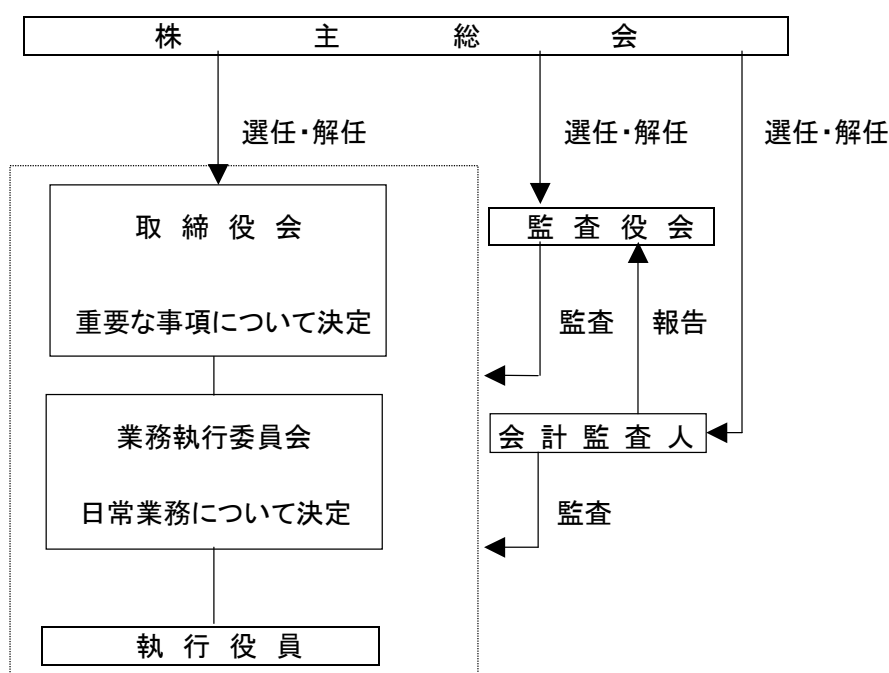 株主総会
選任・解任
選任・解任
選任・解任
取締役会
重要な事項について決定
監査役会
監査
報告
業務執行委員会
日常業務について決定
会計監査人
監査
執行役員